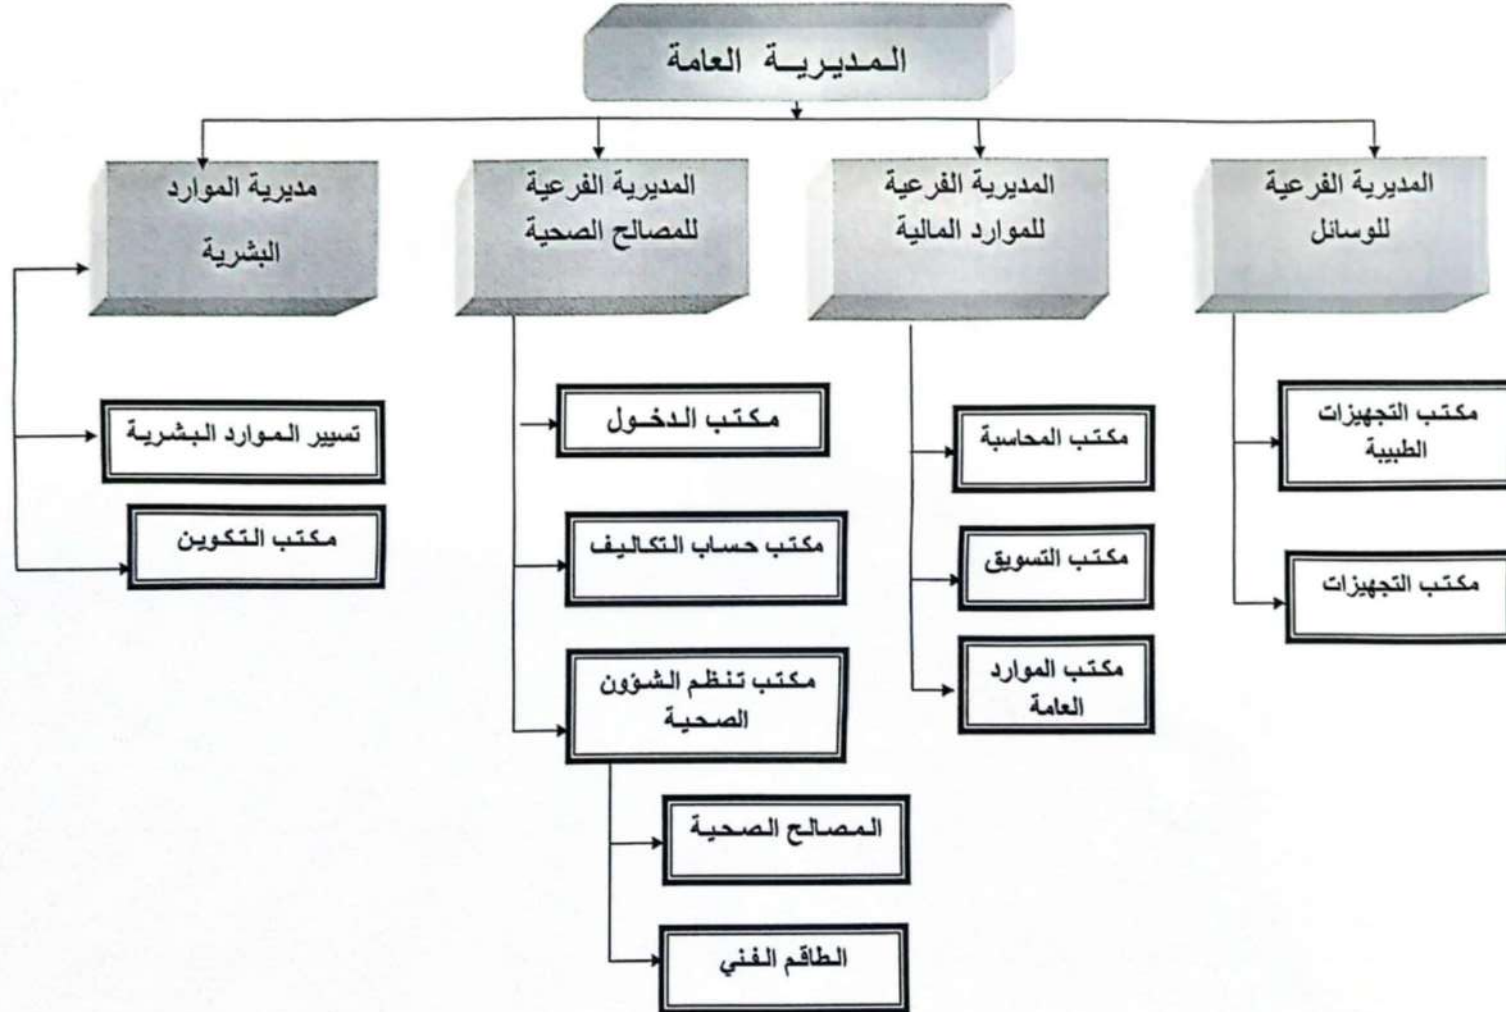 المديرية العامة
المديرية الفرعية
للوسائل
المديرية الفرعية
للموارد المالية
المديرية الفرعية
للمصالح الصحية
مديرية الموارد
البشرية
مكتب التجهيزات
الطبيبة
مكتب التجهيزات
مكتب المحاسبة
مكتب التسويق
مكتب الموارد
العامة
مكتب الدخول
مكتب حساب التكاليف
مكتب تنظم الشؤون
الصحية
المصالح الصحية
الطاقم الفني
تسيير الموارد البشرية
مكتب التكوين